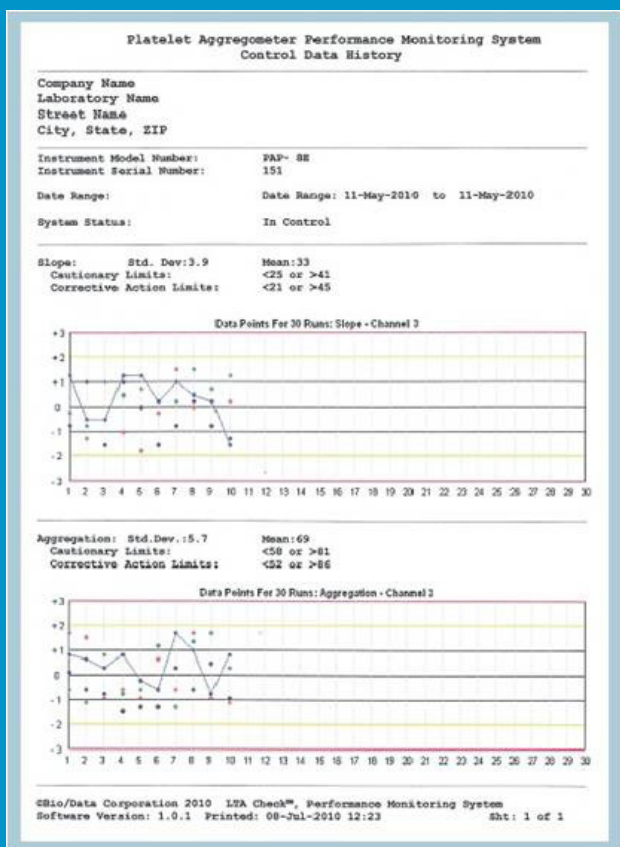 Platelet Aggregometer Performance Monitoring System
Control Data History
Company Name
Laboratory Name
Street Name
City, State, ZIP
Instrument Model Number: PAP- 8E
Instrument Serial Number: 151
Date Range: Date Range: 11-May-2010 to 11-May-2010
System Status: In Control
Slope: Std. Dev:3.9 Mean:33
Cautionary Limits: <25 or >41
Corrective Action Limits: <21 or >45
Data Points For 30 Runs: Slope - Channel 3
+3
+2
+1
0
-1
-2
-3
1 2 3 4 5 6 7 8 9 10 11 12 13 14 15 16 17 18 19 20 21 22 23 24 25 26 27 28 29 30
Aggregation: Std.Dev.:5.7 Mean:69
Cautionary Limits: <58 or >81
Corrective Action Limits: <52 or >86
Data Points For 30 Runs: Aggregation - Channel 3
+3
+2
+1
0
-1
-2
-3
1 2 3 4 5 6 7 8 9 10 11 12 13 14 15 16 17 18 19 20 21 22 23 24 25 26 27 28 29 30
©Bio/Data Corporation 2010 LTA Check™, Performance Monitoring System
Software Version: 1.0.1 Printed: 08-Jul-2010 12:23 Sht: 1 of 1